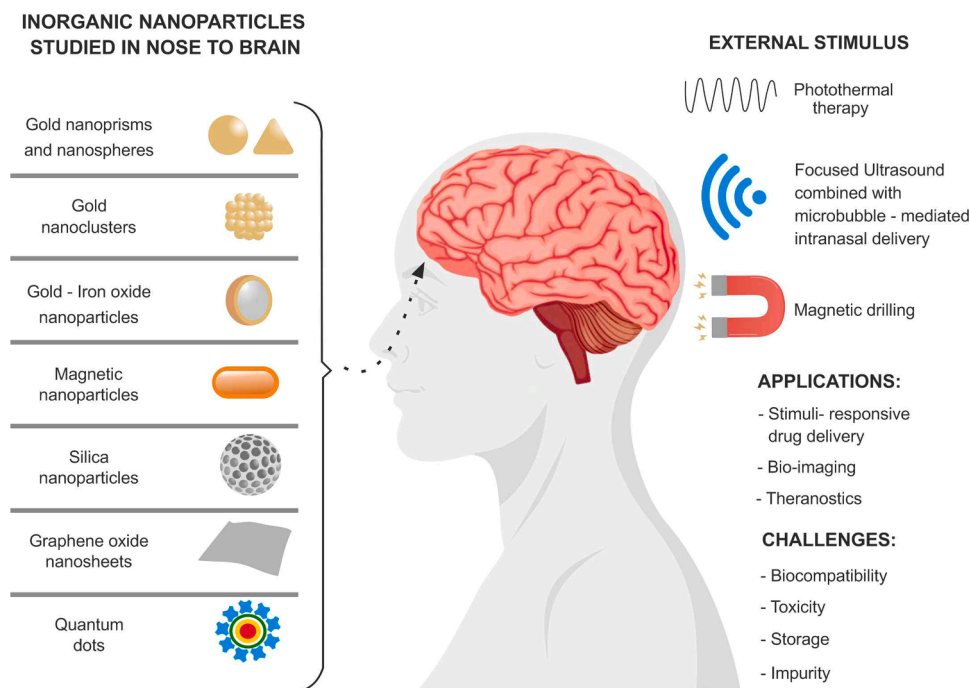 INORGANIC NANOPARTICLES
STUDIED IN NOSE TO BRAIN
Gold nanoprisms
and nanospheres
Gold
nanoclusters
Gold - Iron oxide
nanoparticles
Magnetic
nanoparticles
Silica
nanoparticles
Graphene oxide
nanosheets
Quantum
dots
EXTERNAL STIMULUS
Photothermal
therapy
Focused Ultrasound
combined with
microbubble - mediated
intranasal delivery
Magnetic drilling
APPLICATIONS:
- Stimuli- responsive
drug delivery
- Bio-imaging
- Theranostics
CHALLENGES:
- Biocompatibility
- Toxicity
- Storage
- Impurity